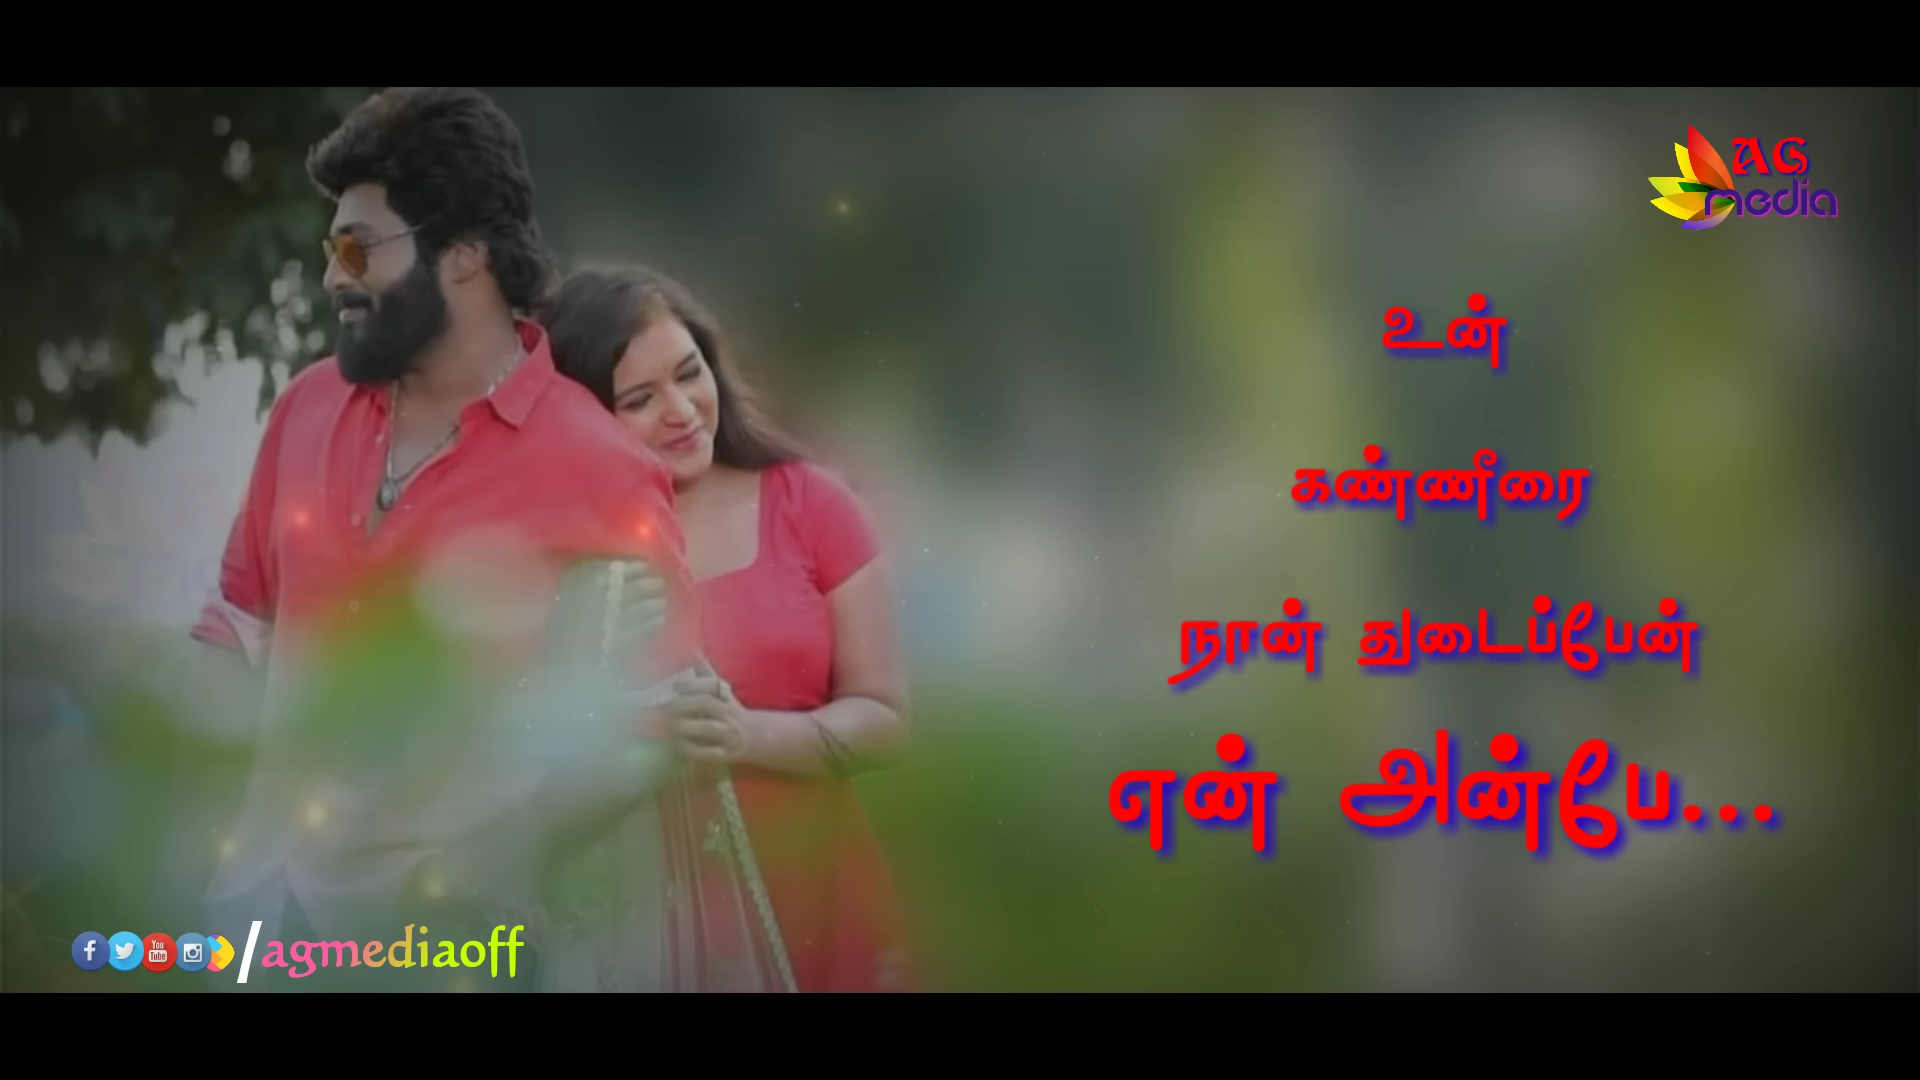 AG
media
உன்
கண்ணீரை
நான் துடைப்பேன்
என் அன்பே...
/agmediaoff